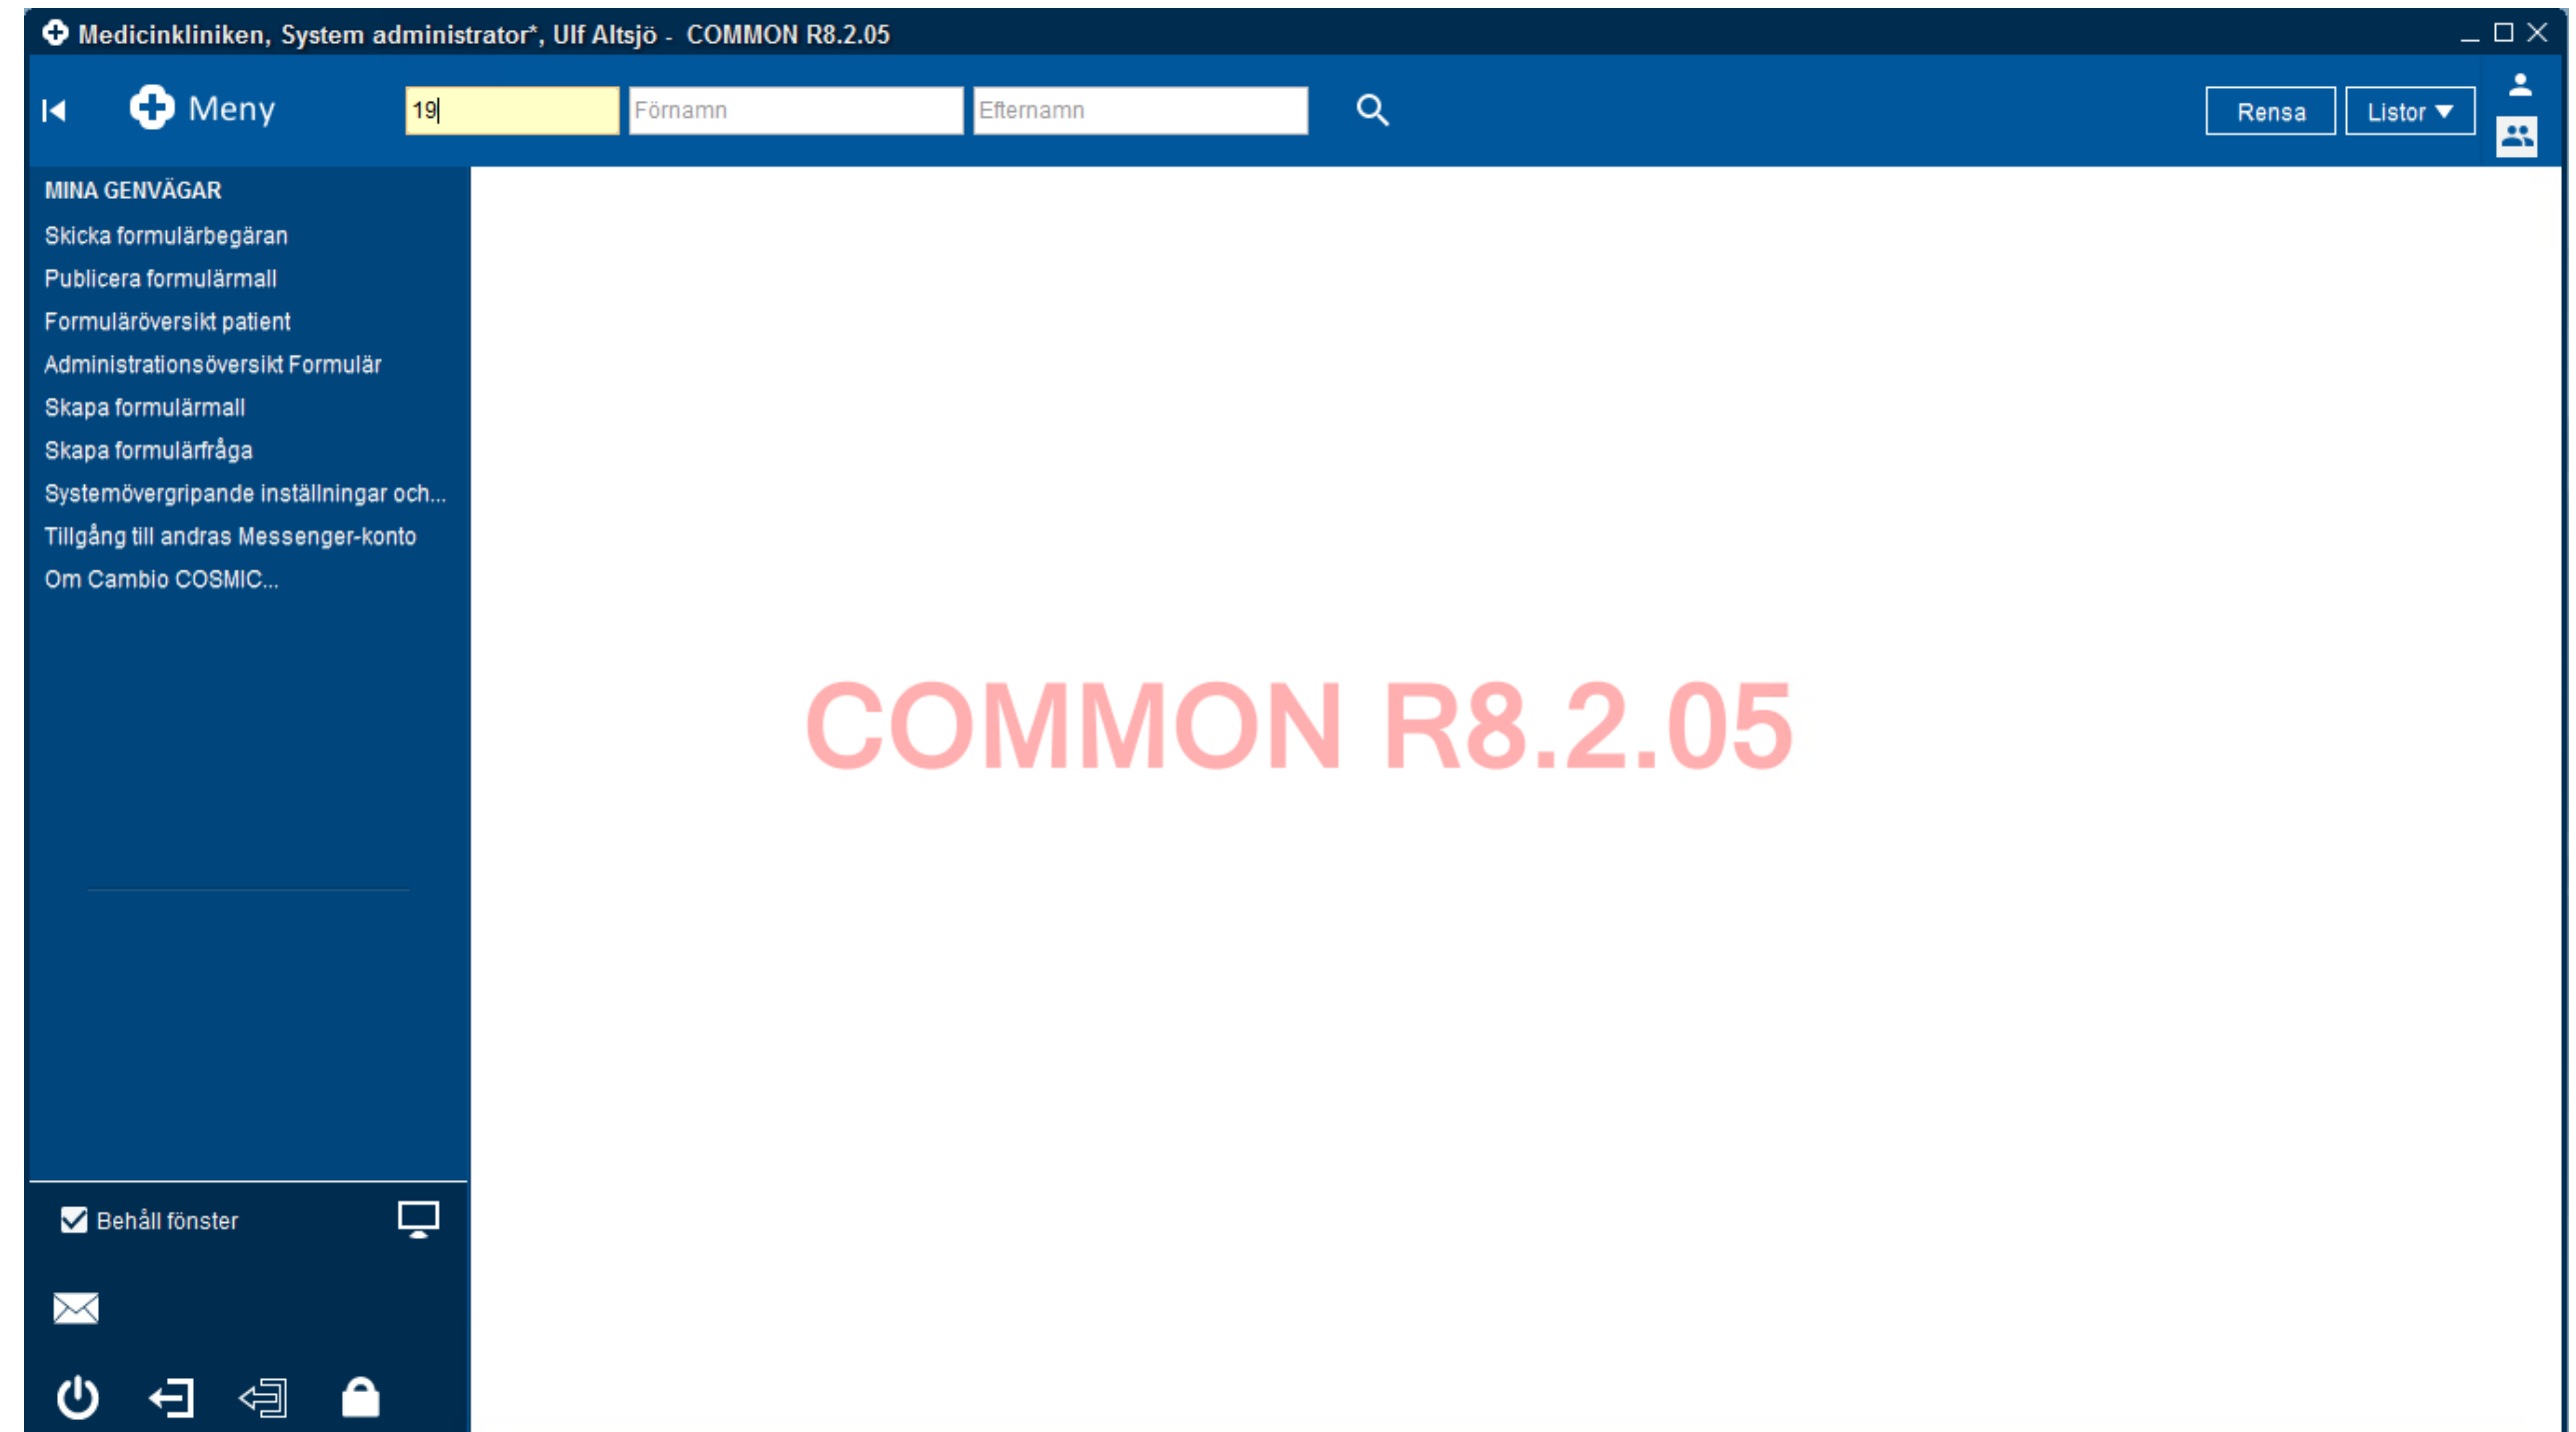 Medicinkliniken, System administrator*, Ulf Altsjö - COMMON R8.2.05
Meny
19
Förnamn
Efternamn
Rensa
Listor
MINA GENVÄGAR
Skicka formulärbegäran
Publicera formulärmall
Formuläröversikt patient
Administrationsöversikt Formulär
Skapa formulärmall
Skapa formulärfråga
Systemövergripande inställningar och...
Tillgång till andras Messenger-konto
Om Cambio COSMIC...
COMMON R8.2.05
Behåll fönster